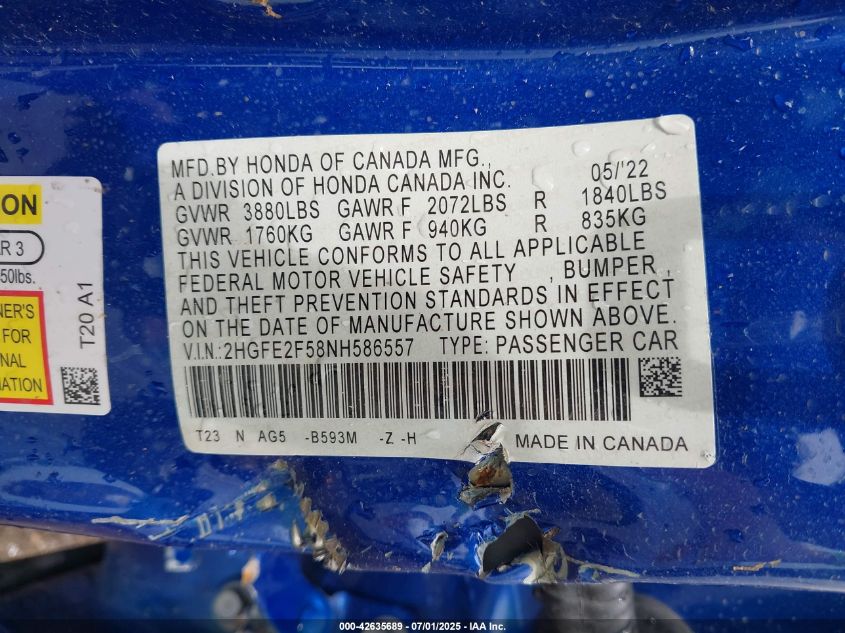 MFD.BY HONDA OF CANADA MFG.,
A DIVISION OF HONDA CANADA INC. 05/'22
GVWR 3880LBS GAWR F 2072LBS R 1840LBS
GVWR 1760KG GAWR F 940KG R 835KG
THIS VEHICLE CONFORMS TO ALL APPLICABLE
FEDERAL MOTOR VEHICLE SAFETY , BUMPER ,
AND THEFT PREVENTION STANDARDS IN EFFECT
ON THE DATE OF MANUFACTURE SHOWN ABOVE.
V.I.N.:2HGFE2F58NH586557 TYPE: PASSENGER CAR
T23 N AG5 -B593M -Z -H MADE IN CANADA
ON
R 3
50lbs.
NER'S
FOR
NAL
MATION
T20 A1
000-42635689 / 07/01/2025 - IAA Inc.